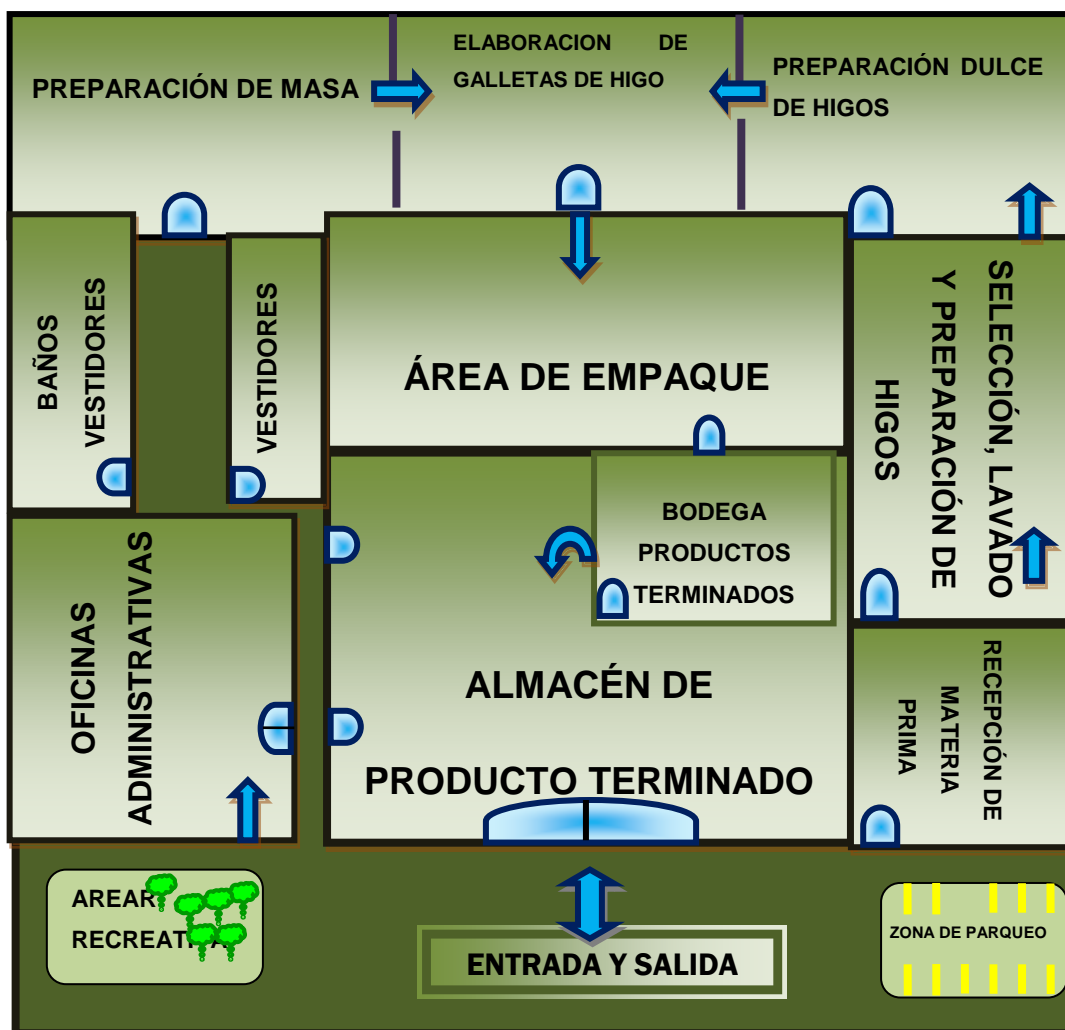 PREPARACIÓN DE MASA
ELABORACION DE
GALLETAS DE HIGO
PREPARACIÓN DULCE
DE HIGOS
BAÑOS
VESTIDORES
VESTIDORES
ÁREA DE EMPAQUE
SELECCIÓN, LAVADO
Y PREPARACIÓN DE
HIGOS
BODEGA
PRODUCTOS
TERMINADOS
OFICINAS
ADMINISTRATIVAS
ALMACÉN DE
PRODUCTO TERMINADO
RECEPCIÓN DE
MATERIA
PRIMA
AREAR
ENTRADA Y SALIDA
ZONA DE PARQUEO